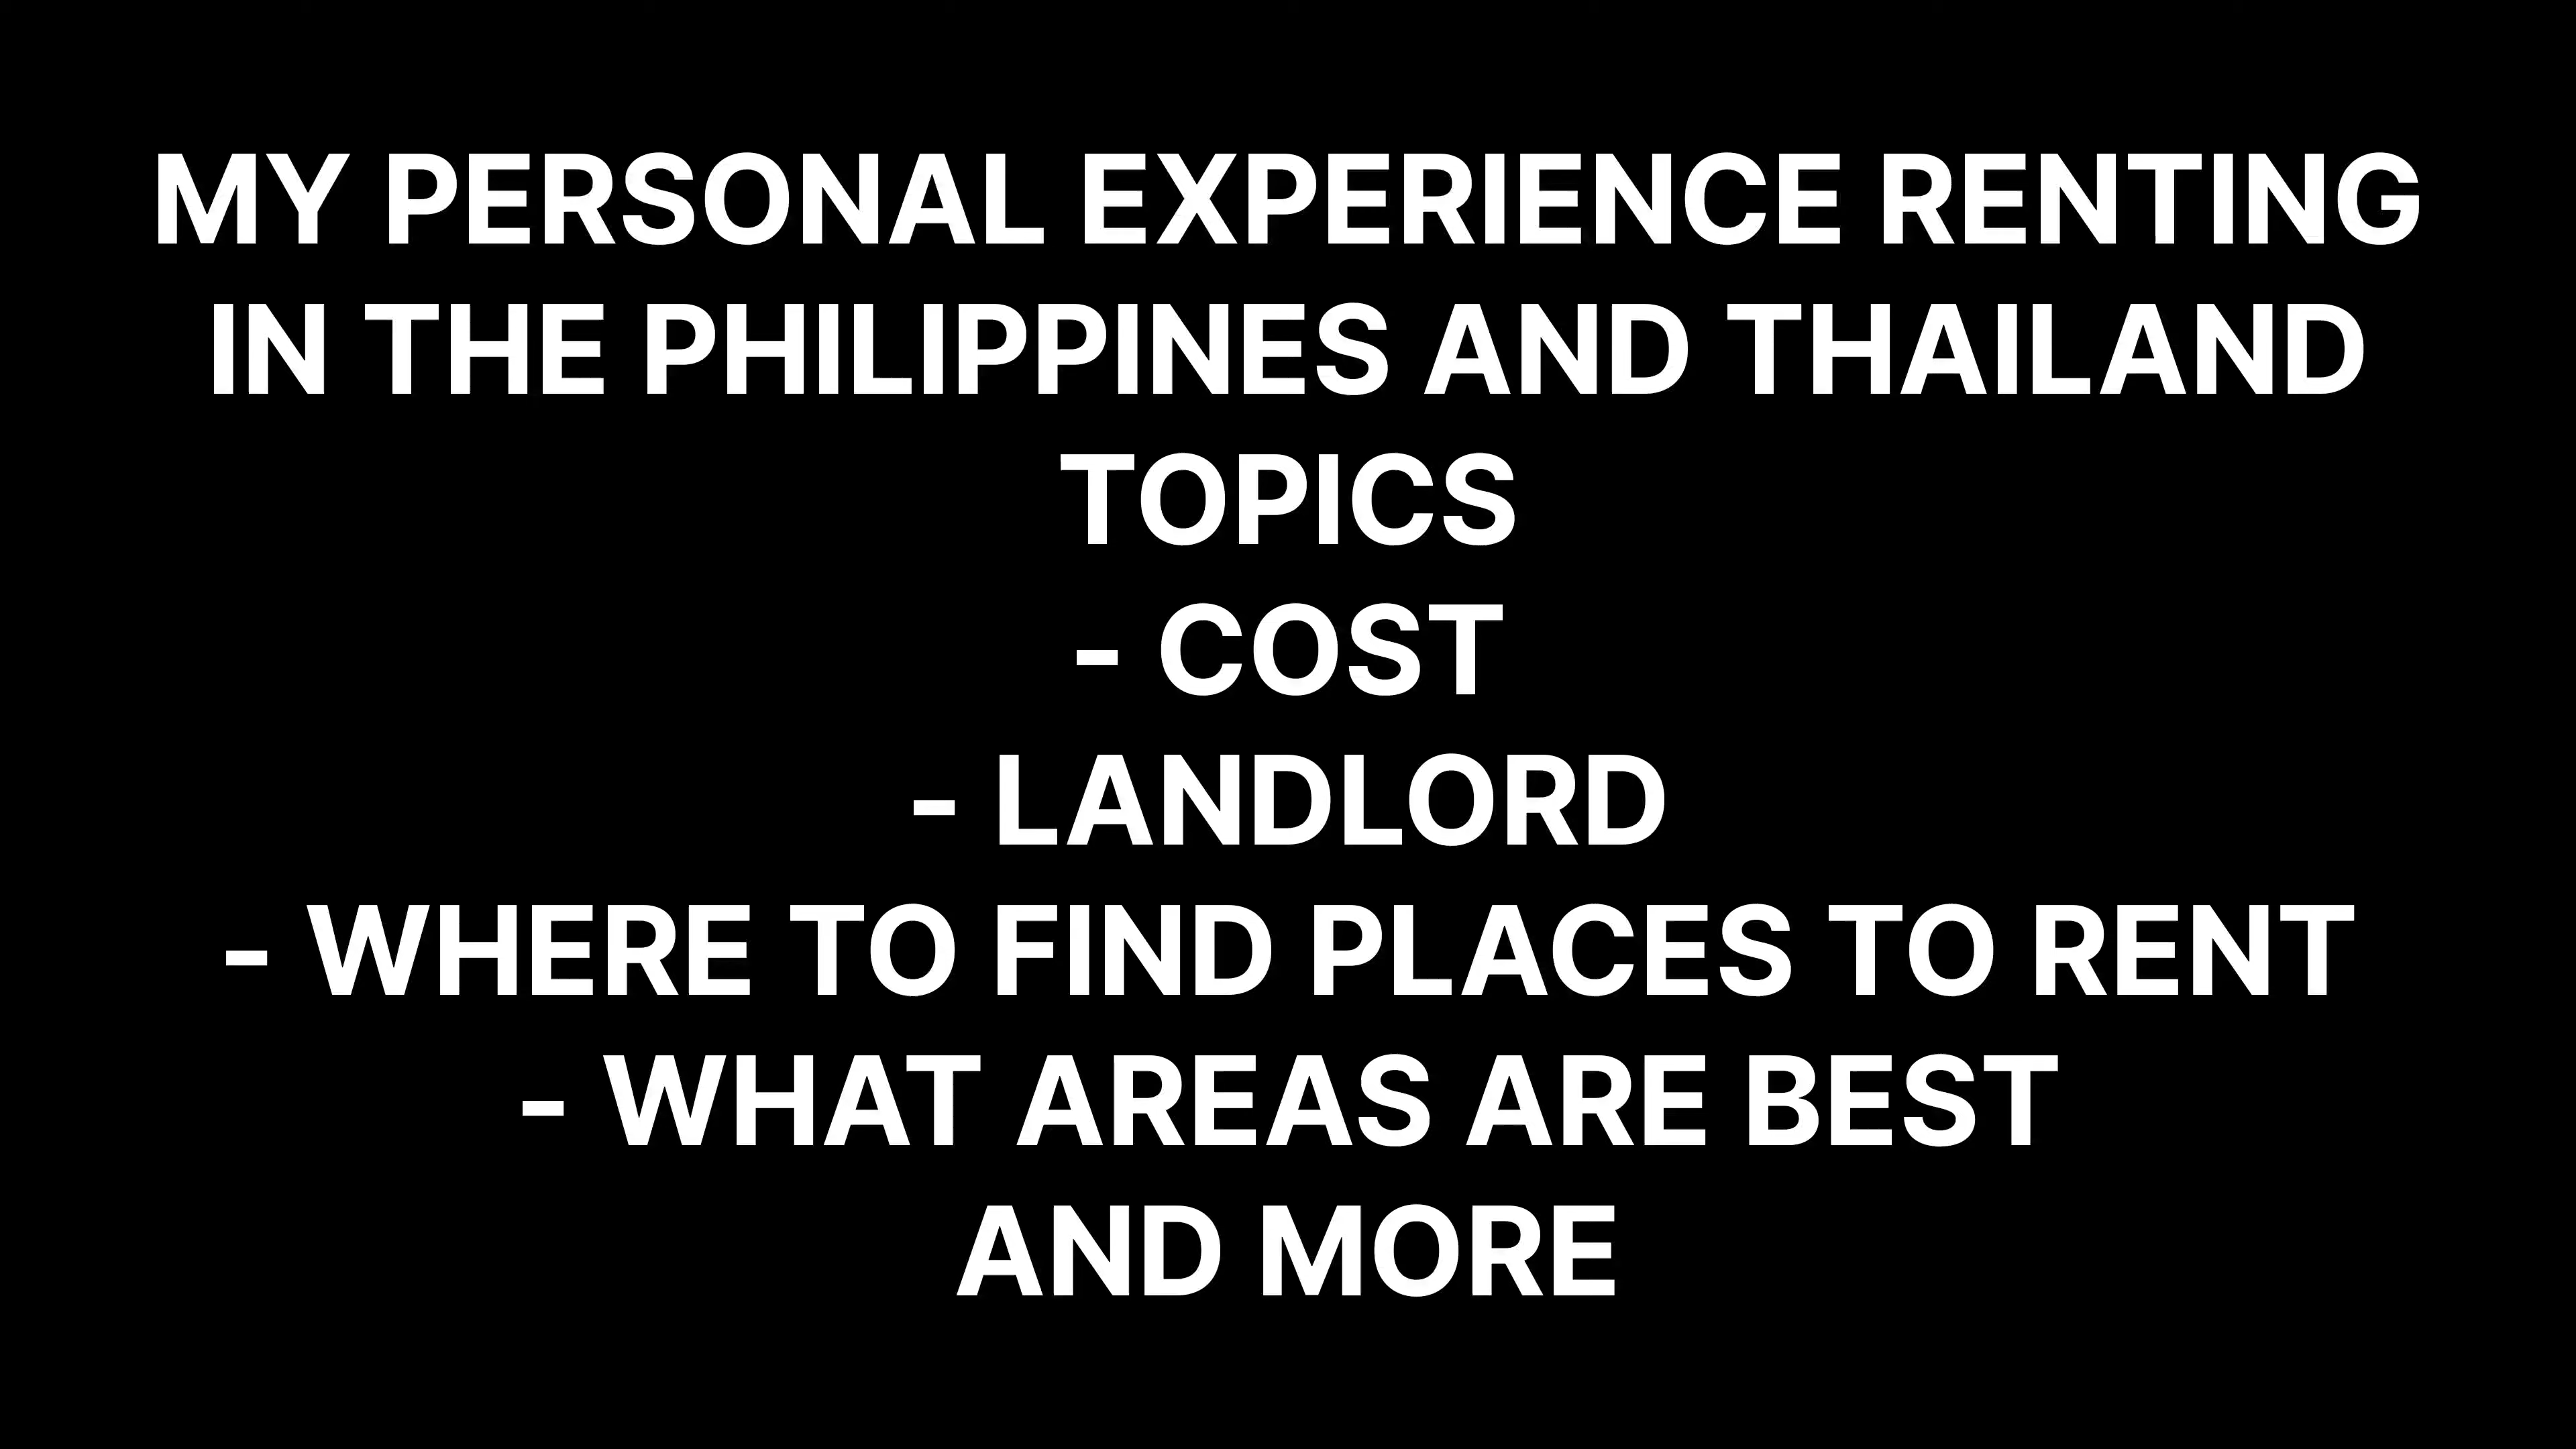 MY PERSONAL EXPERIENCE RENTING
IN THE PHILIPPINES AND THAILAND
TOPICS
- COST
- LANDLORD
- WHERE TO FIND PLACES TO RENT
- WHAT AREAS ARE BEST
AND MORE